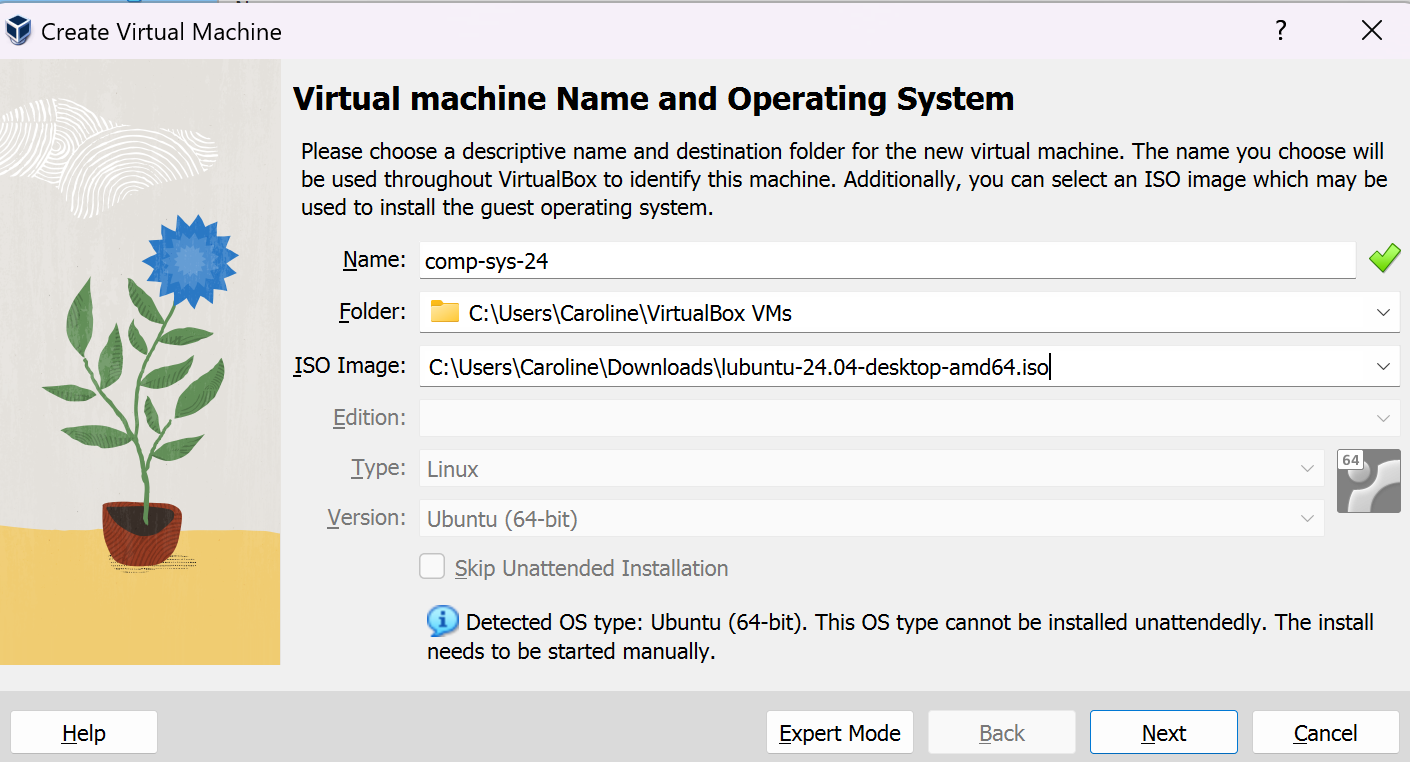 Create Virtual Machine
?
Virtual machine Name and Operating System
Please choose a descriptive name and destination folder for the new virtual machine. The name you choose will
be used throughout VirtualBox to identify this machine. Additionally, you can select an ISO image which may be
used to install the guest operating system.
Name: comp-sys-24
Folder: C:\Users\Caroline\VirtualBox VMs
ISO Image: C:\Users\Caroline\Downloads\lubuntu-24.04-desktop-amd64.iso
Edition:
Type: Linux
64
Version: Ubuntu (64-bit)
Skip Unattended Installation
Detected OS type: Ubuntu (64-bit). This OS type cannot be installed unattendedly. The install
needs to be started manually.
Help Expert Mode Back Next Cancel